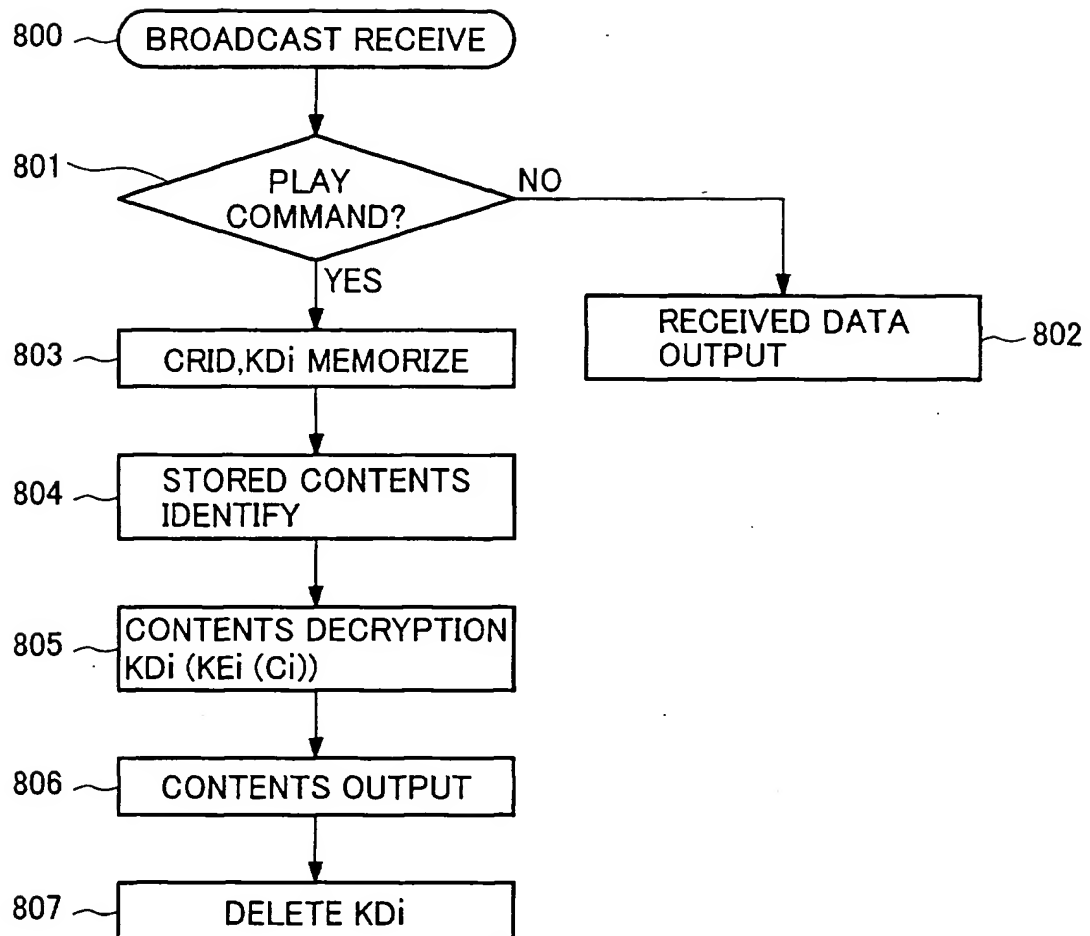 800
BROADCAST RECEIVE
801
PLAY
COMMAND?
NO
YES
RECEIVED DATA
OUTPUT
802
803
CRID,KDi MEMORIZE
804
STORED CONTENTS
IDENTIFY
805
CONTENTS DECRYPTION
KDi (KEi (Ci))
806
CONTENTS OUTPUT
807
DELETE KDi